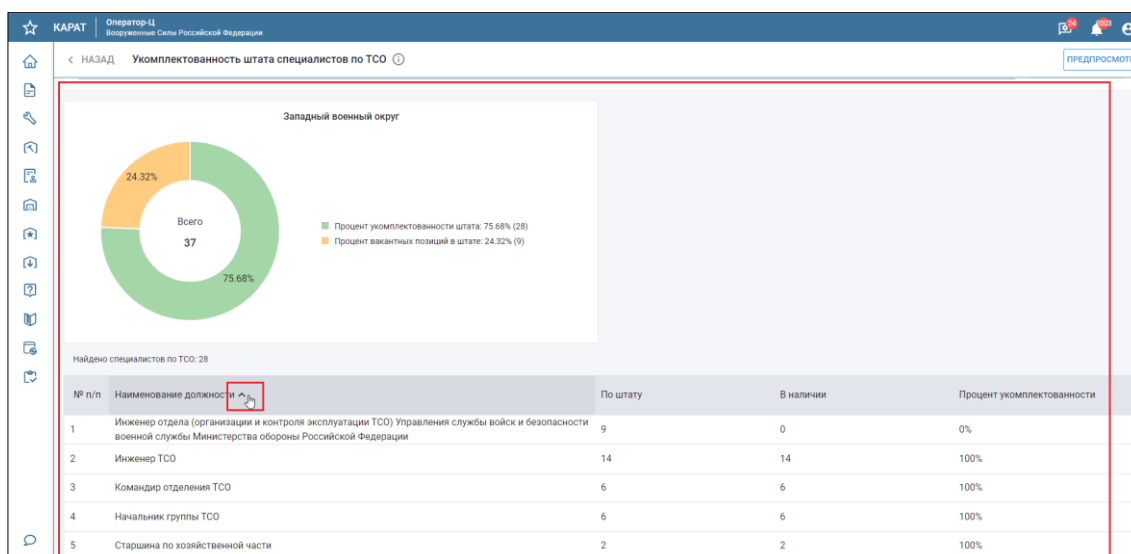 КАРАТ
Оператор-Ц
Вооруженные Силы Российской Федерации
24
2003
НАЗАД
Укомплектованность штата специалистов по ТСО
ПРЕДПРОСМОТ
Западный военный округ
24.32%
Всего
37
75.68%
Процент укомплектованности штата: 75.68% (28)
Процент вакантных позиций в штате: 24.32% (9)
Найдено специалистов по ТСО: 28
№ п/п Наименование должности По штату В наличии Процент укомплектованности
1 Инженер отдела (организации и контроля эксплуатации ТСО) Управления службы войск и безопасности
военной службы Министерства обороны Российской Федерации 9 0 0%
2 Инженер ТСО 14 14 100%
3 Командир отделения ТСО 6 6 100%
4 Начальник группы ТСО 6 6 100%
5 Старшина по хозяйственной части 2 2 100%